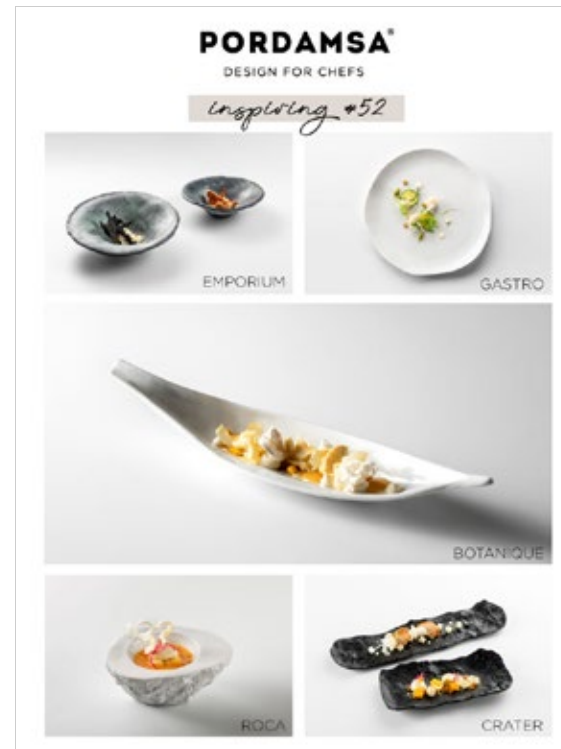 PORDAMSA®
DESIGN FOR CHEFS
inspiring #52
EMPORIUM
GASTRO
BOTANIQUE
ROCA
CRATER